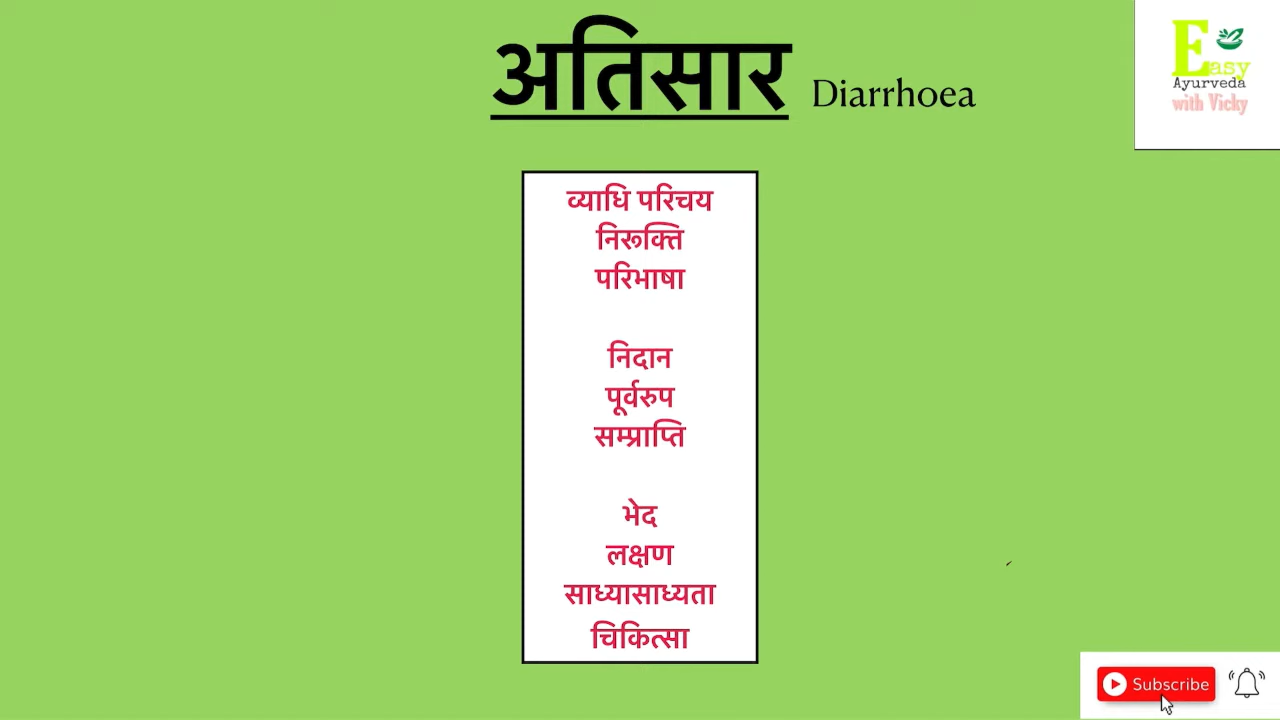 अतिसार Diarrhoea
Easy
Ayurveda
with Vicky
व्याधि परिचय
निरूक्ति
परिभाषा
निदान
पूर्वरुप
सम्प्राप्ति
भेद
लक्षण
साध्यासाध्यता
चिकित्सा
Subscribe